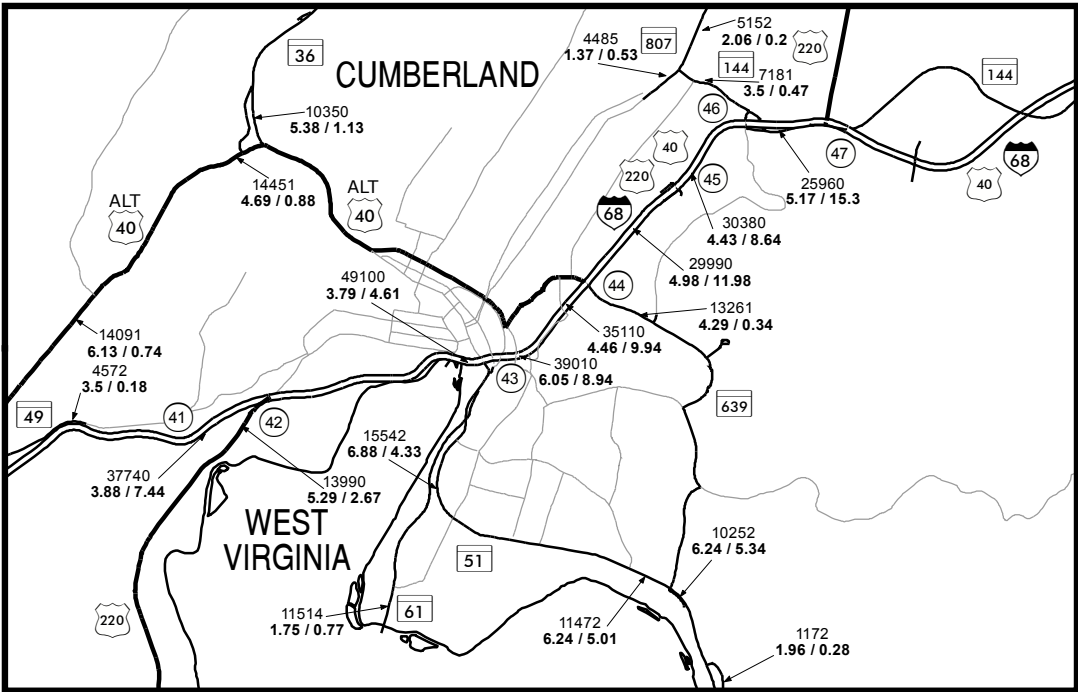 5152
2.06 / 0.2
4485
1.37 / 0.53
807
220
36
144
7181
3.5 / 0.47
144
CUMBERLAND
46
10350
5.38 / 1.13
40
47
68
220
45
25960
5.17 / 15.3
40
14451
4.69 / 0.88
ALT
40
ALT
40
68
30380
4.43 / 8.64
29990
4.98 / 11.98
49100
3.79 / 4.61
44
13261
4.29 / 0.34
14091
6.13 / 0.74
35110
4.46 / 9.94
4572
3.5 / 0.18
39010
6.05 / 8.94
43
49
41
42
639
15542
6.88 / 4.33
37740
3.88 / 7.44
13990
5.29 / 2.67
WEST
VIRGINIA
10252
6.24 / 5.34
51
220
11514
1.75 / 0.77
61
11472
6.24 / 5.01
1172
1.96 / 0.28